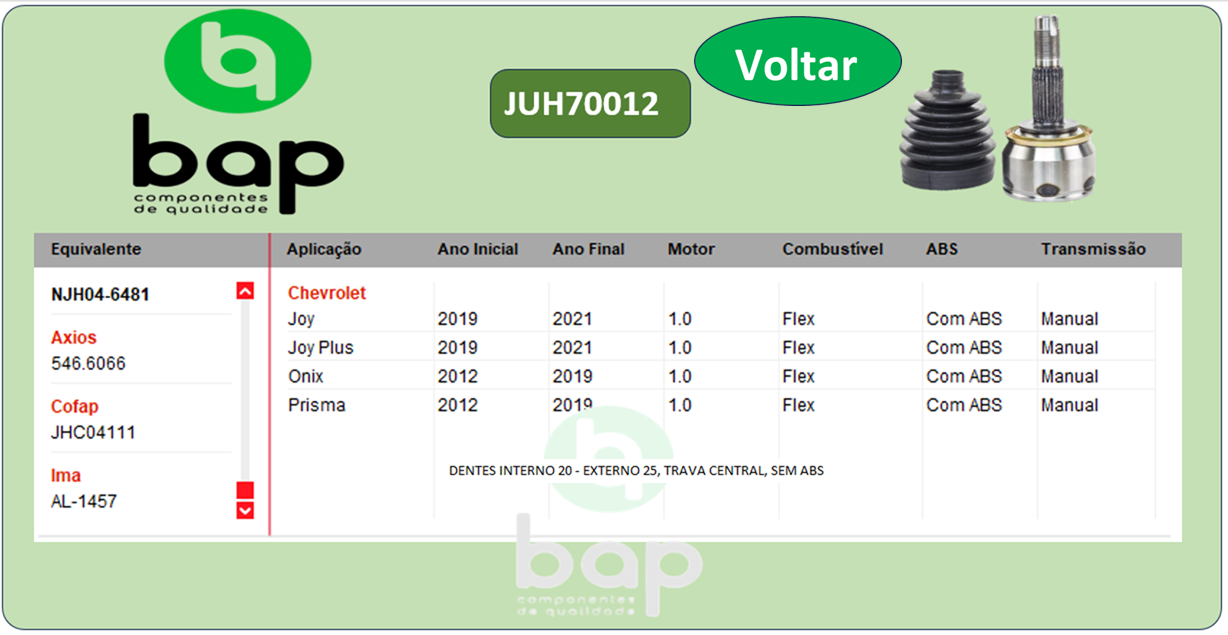 bap
componentes
de qualidade
JUH70012
Voltar
Equivalente Aplicação Ano Inicial Ano Final Motor Combustível ABS Transmissão
NJH04-6481
Axios
546.6066
Cofap
JHC04111
Ima
AL-1457
Chevrolet
Joy 2019 2021 1.0 Flex Com ABS Manual
Joy Plus 2019 2021 1.0 Flex Com ABS Manual
Onix 2012 2019 1.0 Flex Com ABS Manual
Prisma 2012 2019 1.0 Flex Com ABS Manual
DENTES INTERNO 20 - EXTERNO 25, TRAVA CENTRAL, SEM ABS
bap
componentes
de qualidade